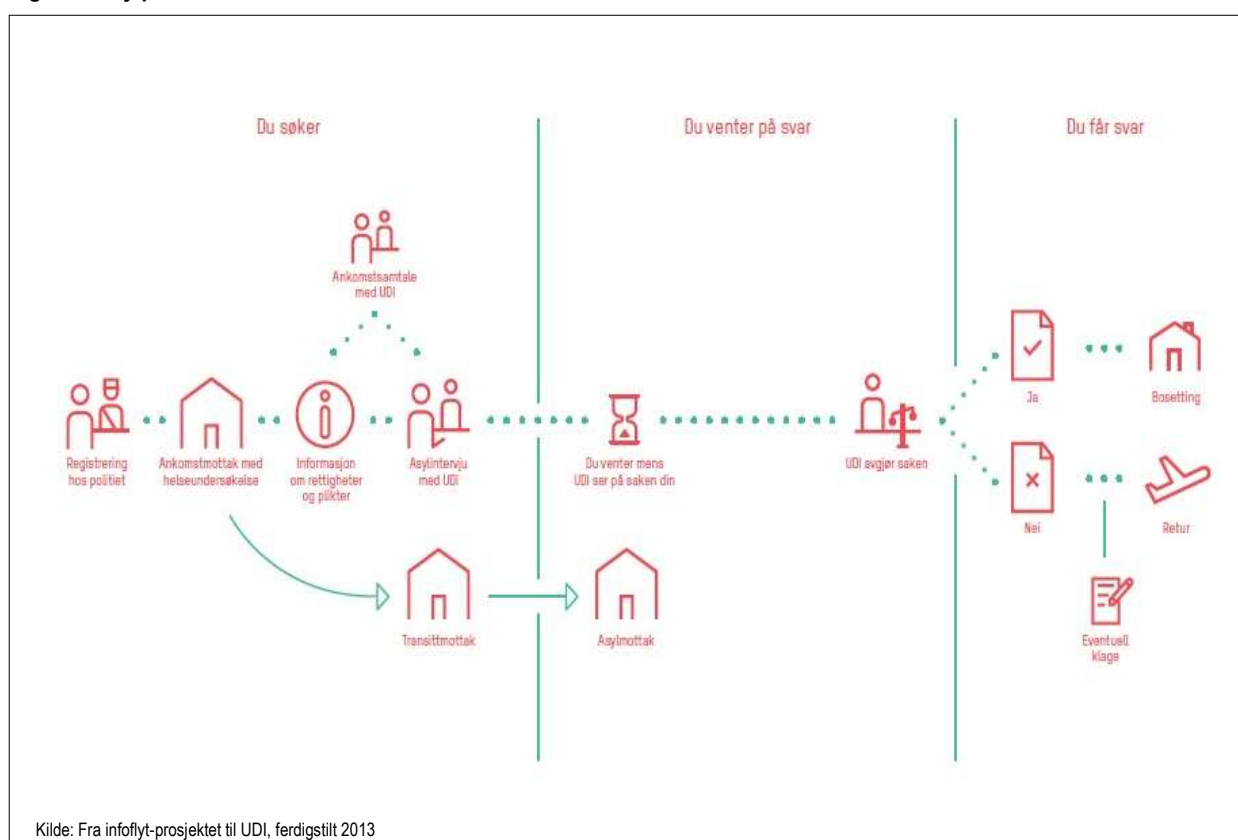 Du søker
Du venter på svar
Du får svar
Ankomstsamtale
med UDI
Registrering
hos politiet
Ankomstmottak med
helseundersøkelse
Informasjon
om rettigheter
og plikter
Asylintervju
med UDI
Du venter mens
UDI ser på saken din
UDI avgjør saken
Ja
Bosetting
Nei
Retur
Transittmottak
Asylmottak
Eventuell
klage
Kilde: Fra infoflyt-prosjektet til UDI, ferdigstilt 2013